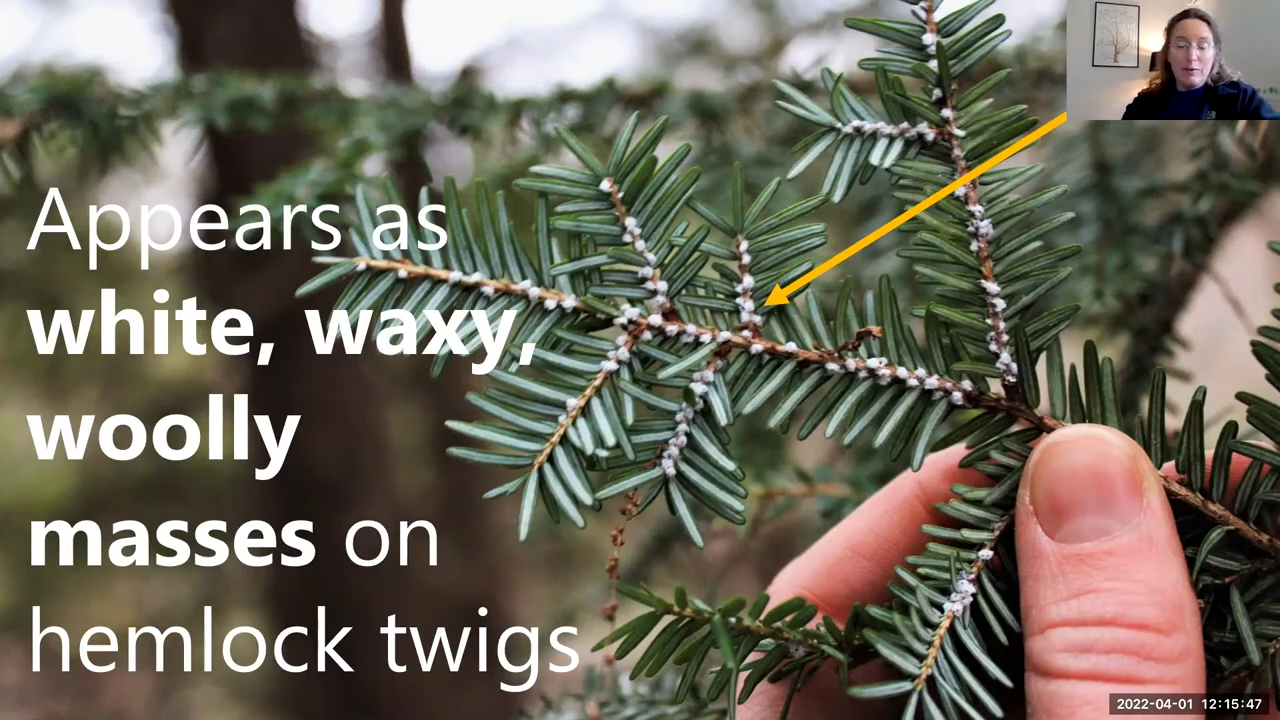 Appears as
white, waxy,
woolly
masses on
hemlock twigs
2022-04-01 12:15:47